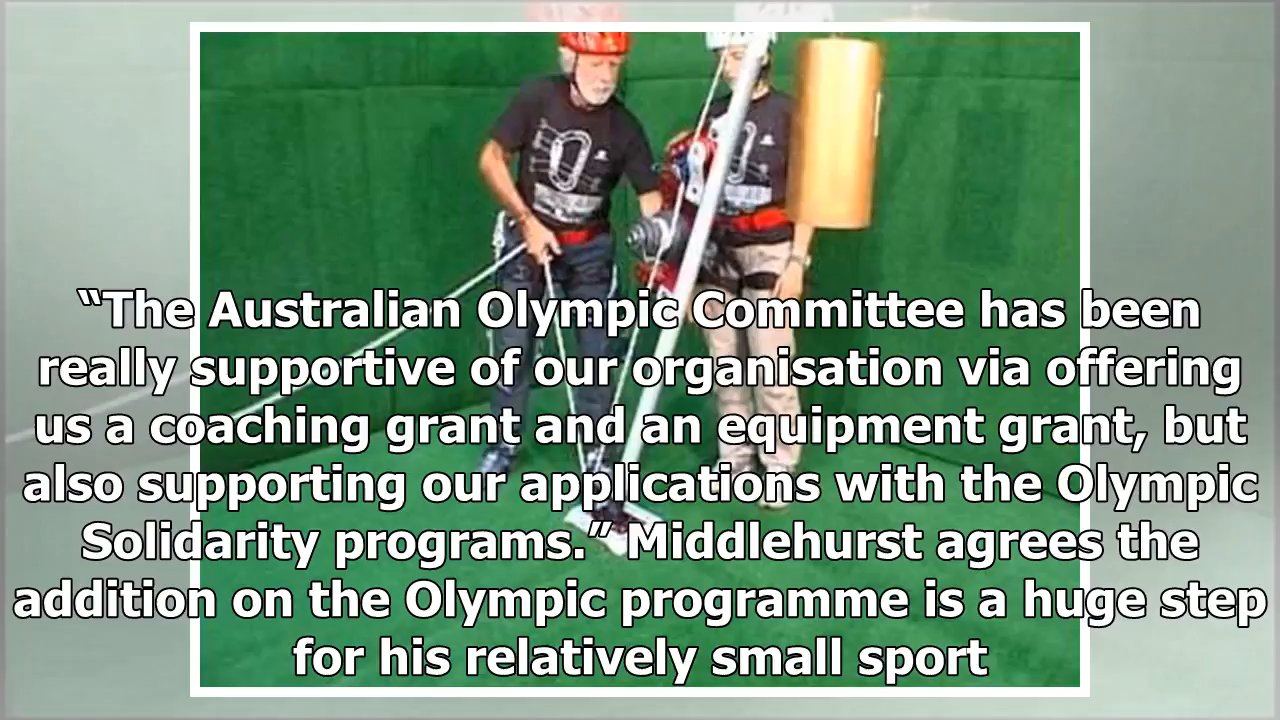 “The Australian Olympic Committee has been
really supportive of our organisation via offering
us a coaching grant and an equipment grant, but
also supporting our applications with the Olympic
Solidarity programs.” Middlehurst agrees the
addition on the Olympic programme is a huge step
for his relatively small sport